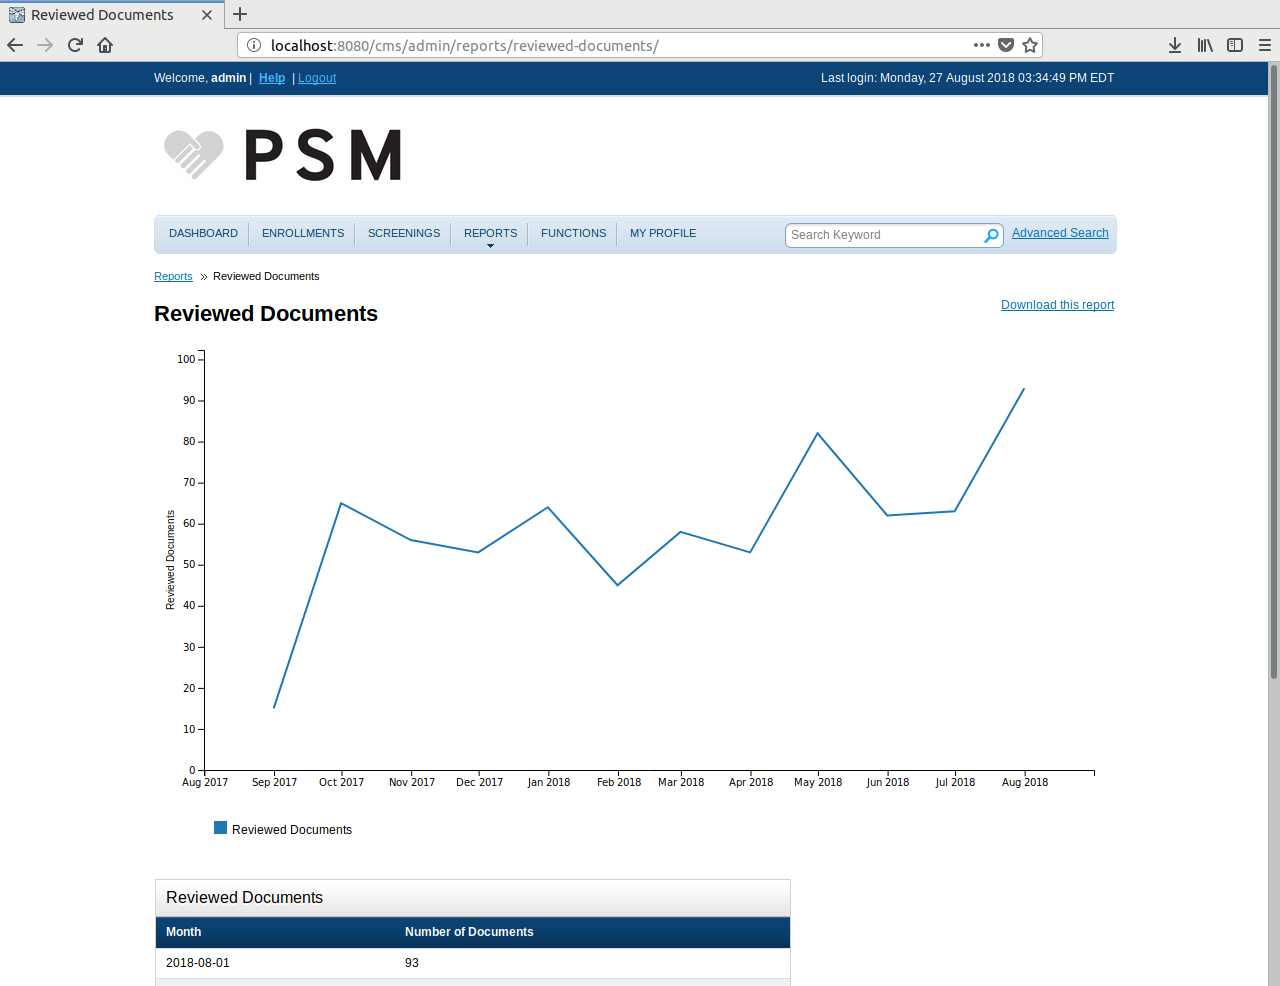 Reviewed Documents
localhost:8080/cms/admin/reports/reviewed-documents/
Welcome, admin | Help | Logout
Last login: Monday, 27 August 2018 03:34:49 PM EDT
PSM
DASHBOARD ENROLLMENTS SCREENINGS REPORTS FUNCTIONS MY PROFILE Search Keyword Advanced Search
Reports » Reviewed Documents
Reviewed Documents
Download this report
100
90
80
70
60
50
40
30
20
10
0
Reviewed Documents
Aug 2017 Sep 2017 Oct 2017 Nov 2017 Dec 2017 Jan 2018 Feb 2018 Mar 2018 Apr 2018 May 2018 Jun 2018 Jul 2018 Aug 2018
Reviewed Documents
Reviewed Documents
Month Number of Documents
2018-08-01 93